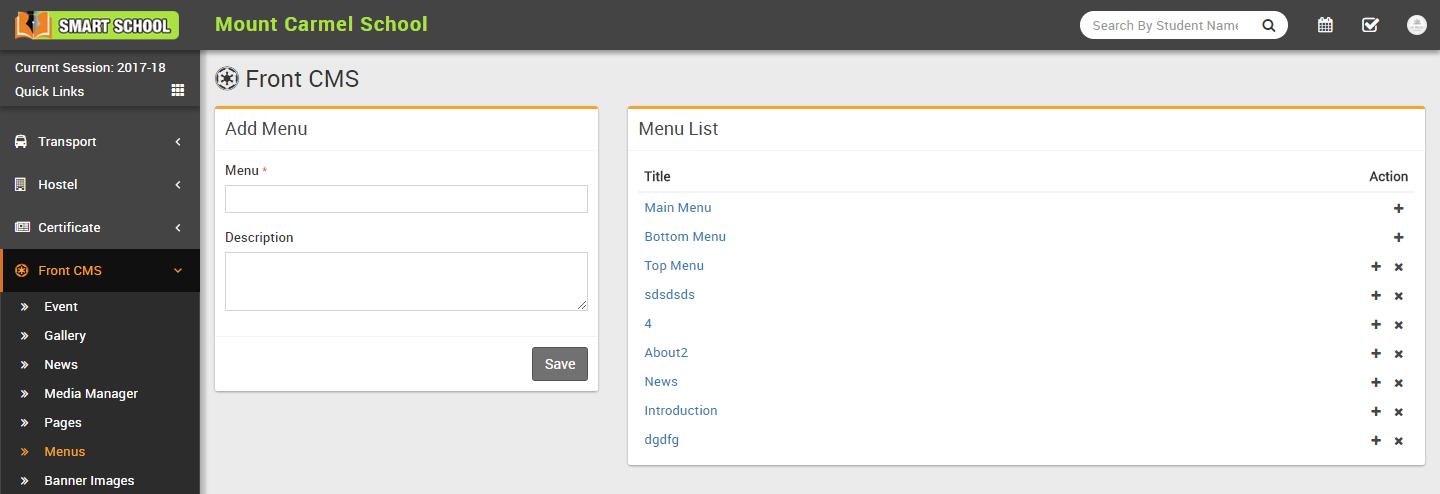 SMART SCHOOL
Mount Carmel School
Search By Student Name
Current Session: 2017-18
Quick Links
Transport
Hostel
Certificate
Front CMS
Event
Gallery
News
Media Manager
Pages
Menus
Banner Images
Front CMS
Add Menu
Menu *
Description
Save
Menu List
Title Action
Main Menu
Bottom Menu
Top Menu
sdsdsds
4
About2
News
Introduction
dgdfg